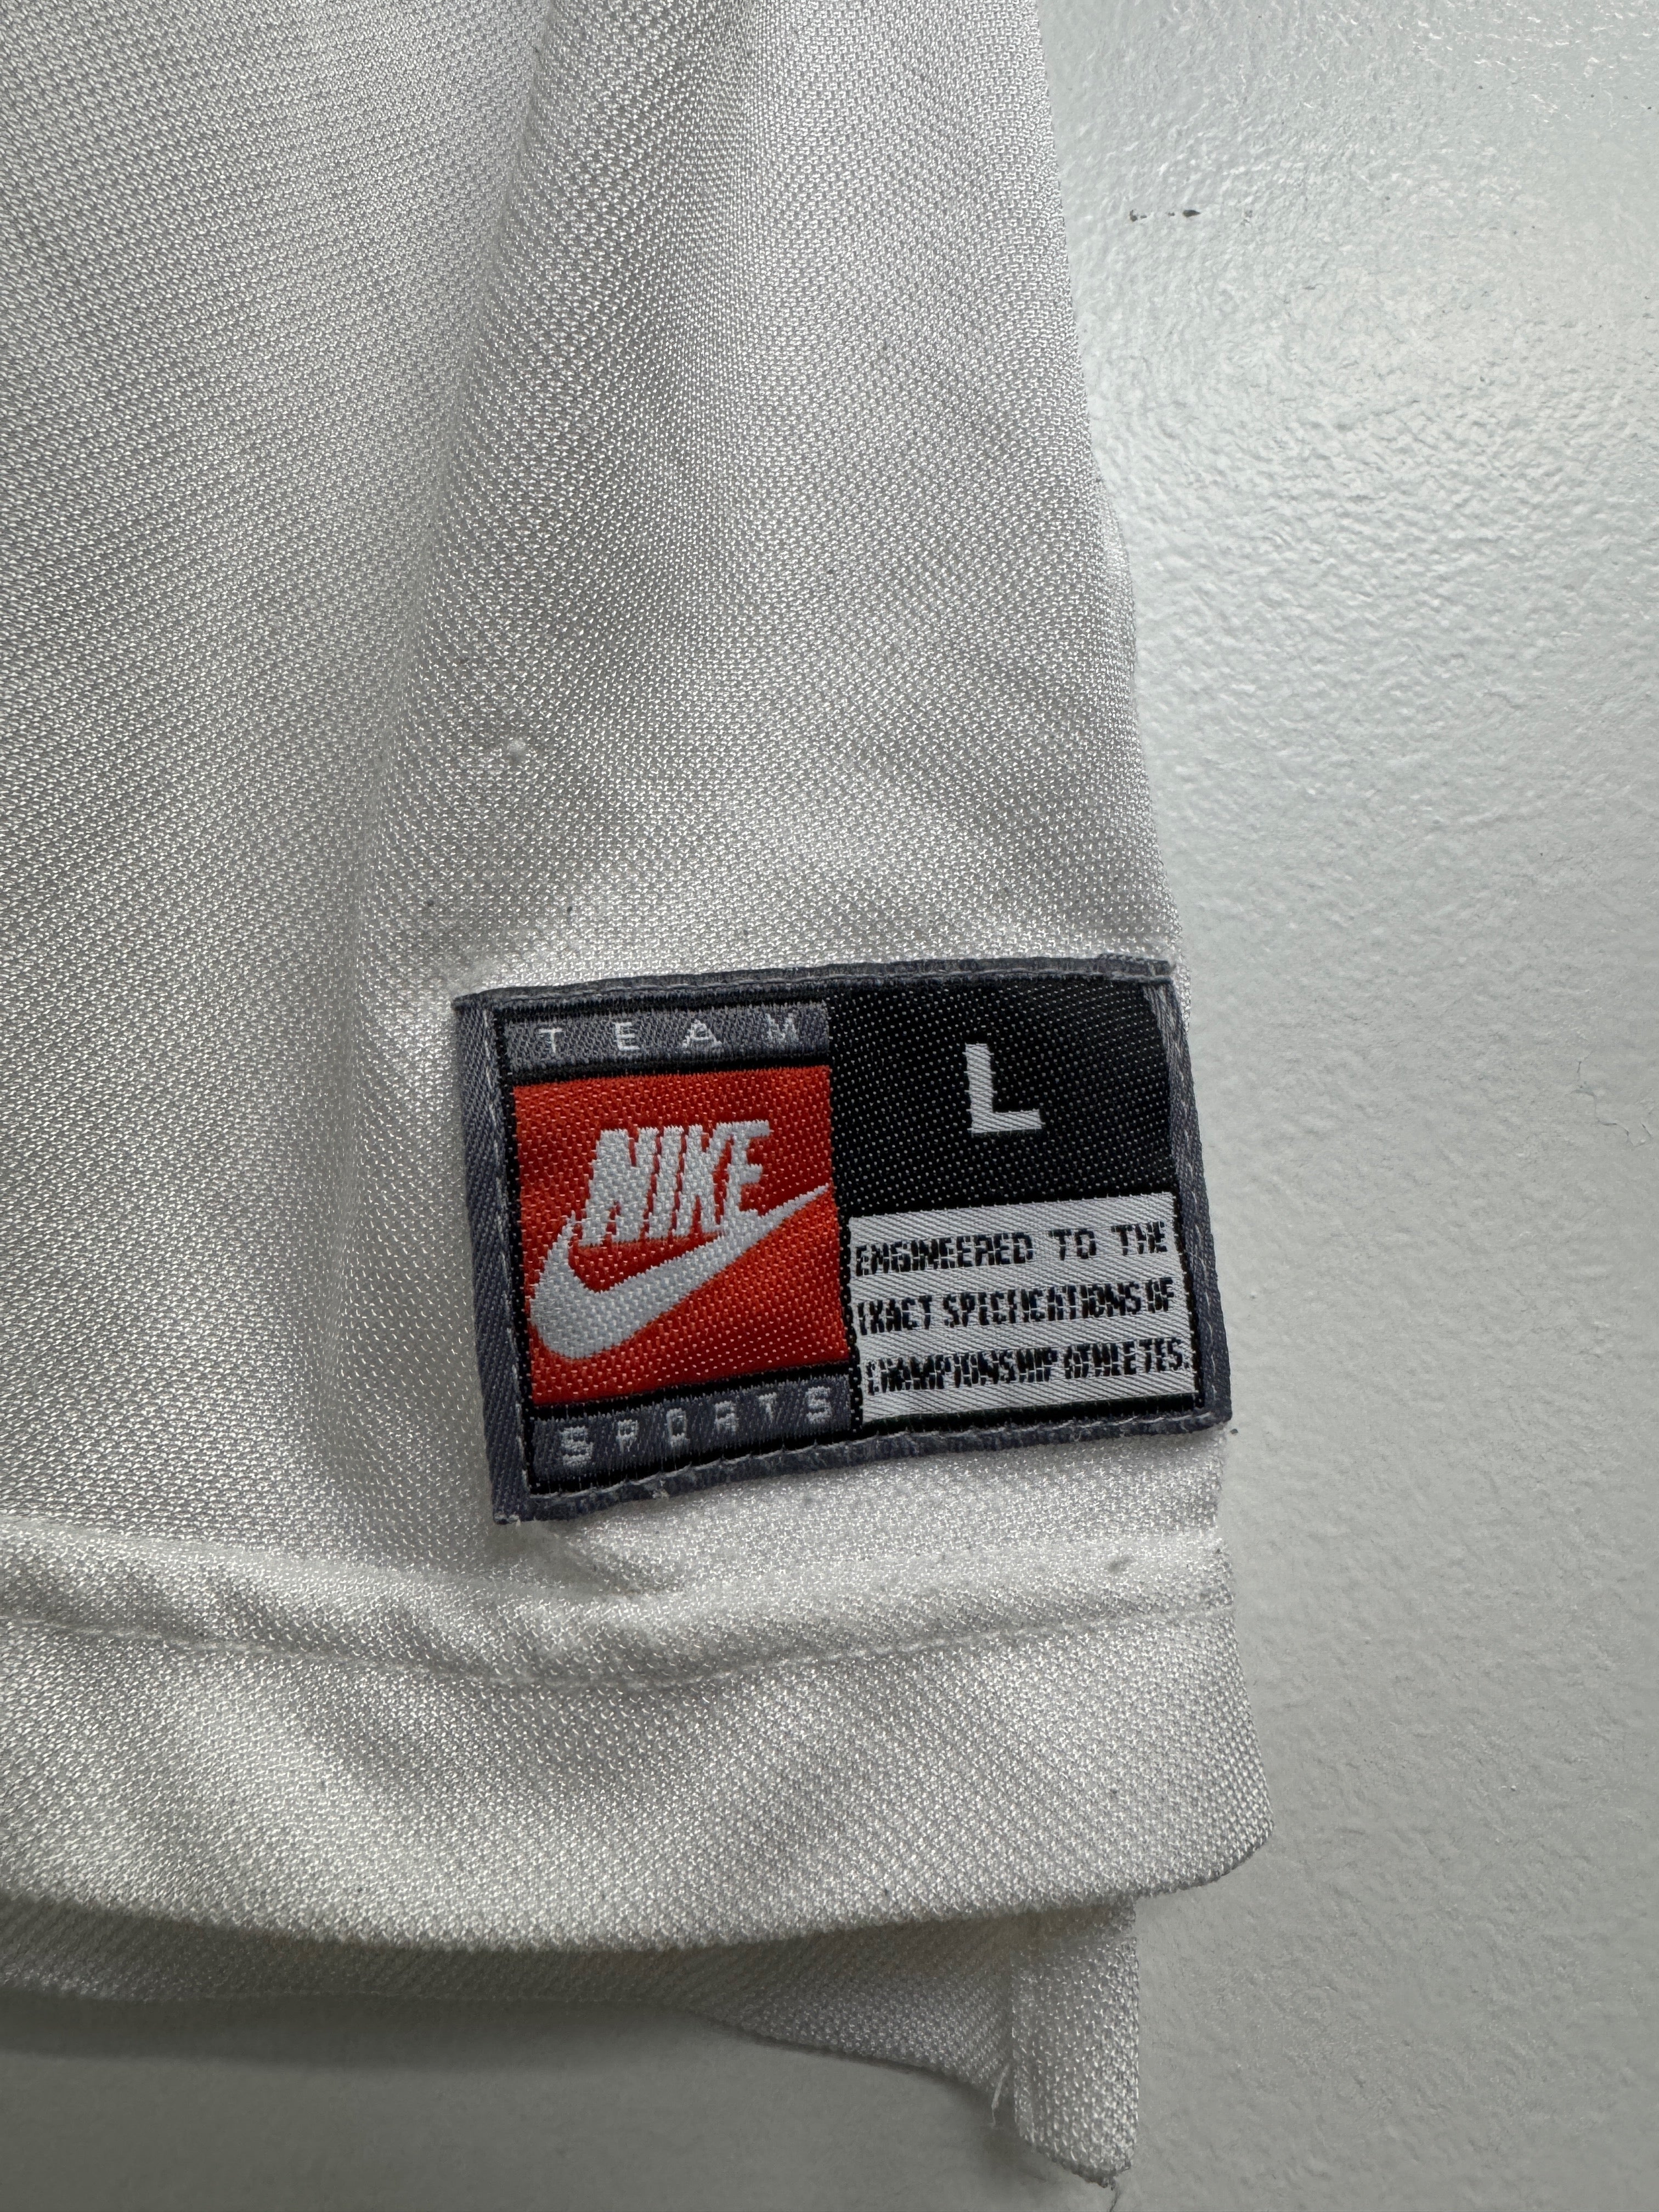 TEAM
NIKE
SPORTS
L
ENGINEERED TO THE
EXACT SPECIFICATIONS OF
CHAMPIONSHIP ATHLETES.